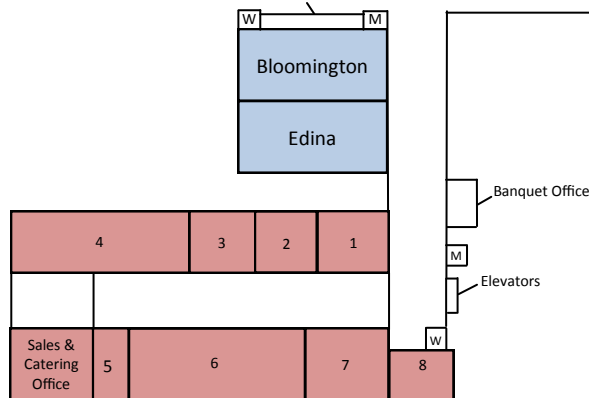 W
M
Bloomington
Edina
Banquet Office
4
3
2
1
M
Elevators
W
Sales &
Catering
Office
5
6
7
8